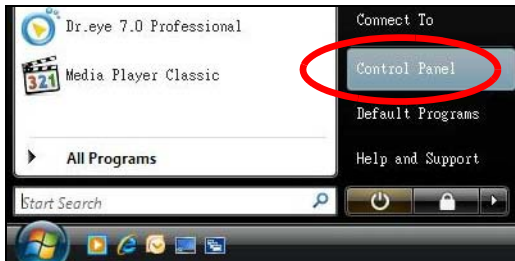 Dr.eye 7.0 Professional
321 Media Player Classic
All Programs
Start Search
Connect To
Control Panel
Default Programs
Help and Support